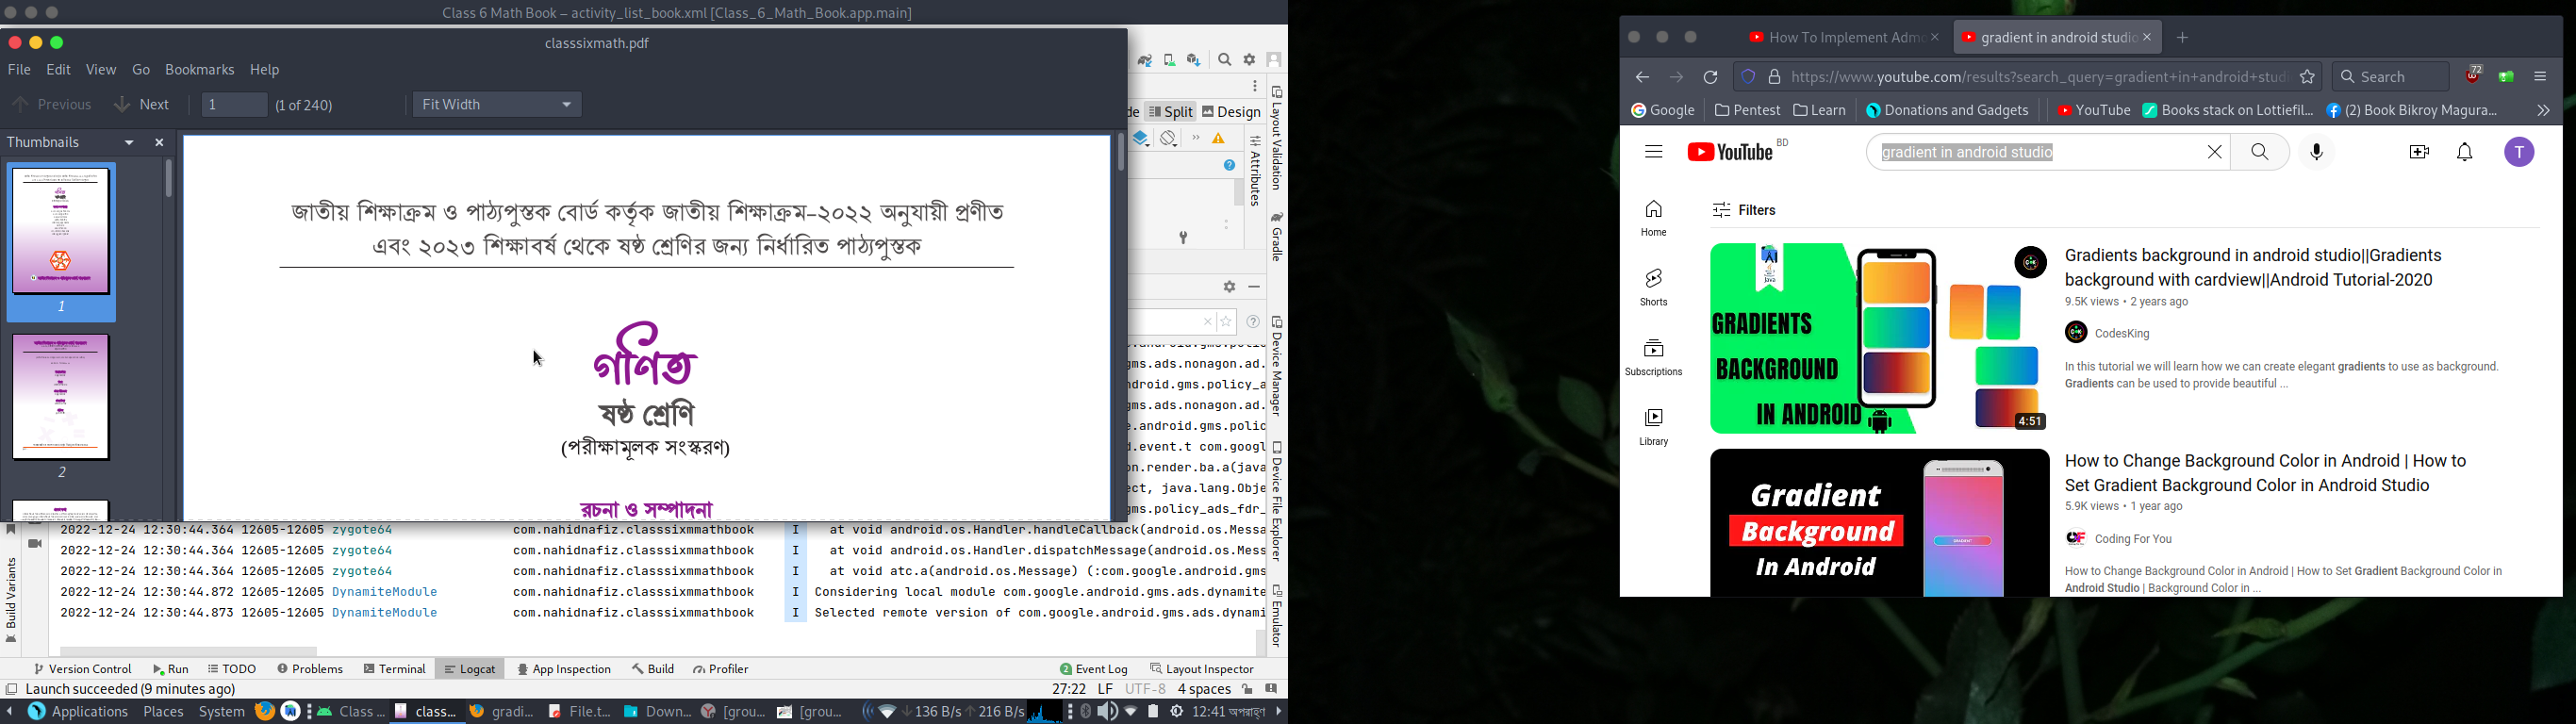 Class 6 Math Book – activity_list_book.xml [Class_6_Math_Book.app.main]
classsixmath.pdf
File Edit View Go Bookmarks Help
Previous Next 1 (1 of 240) Fit Width
Thumbnails
1
2
জাতীয় শিক্ষাক্রম ও পাঠ্যপুস্তক বোর্ড কর্তৃক জাতীয় শিক্ষাক্রম-২০২২ অনুযায়ী প্রণীত
এবং ২০২৩ শিক্ষাবর্ষ থেকে ষষ্ঠ শ্রেণির জন্য নির্ধারিত পাঠ্যপুস্তক
গণিত
ষষ্ঠ শ্রেণি
(পরীক্ষামূলক সংস্করণ)
রচনা ও সম্পাদনা
Split Design
Layout Validation
Attributes
Gradle
Device Manager
Device File Explorer
Emulator
Build Variants
gms.ads.nonagon.ad.
ndroid.gms.policy_a
gms.ads.nonagon.ad.
e.android.gms.polic
d.event.t com.googl
on.render.ba.a(java
ect, java.lang.Obje
gms.policy_ads_fdr_
2022-12-24 12:30:44.364 12605-12605 zygote64 com.nahidnafiz.classsixmmathbook I at void android.os.Handler.handleCallback(android.os.Messa
2022-12-24 12:30:44.364 12605-12605 zygote64 com.nahidnafiz.classsixmmathbook I at void android.os.Handler.dispatchMessage(android.os.Mess
2022-12-24 12:30:44.364 12605-12605 zygote64 com.nahidnafiz.classsixmmathbook I at void atc.a(android.os.Message) (:com.google.android.gms
2022-12-24 12:30:44.872 12605-12605 DynamiteModule com.nahidnafiz.classsixmmathbook I Considering local module com.google.android.gms.ads.dynamite
2022-12-24 12:30:44.873 12605-12605 DynamiteModule com.nahidnafiz.classsixmmathbook I Selected remote version of com.google.android.gms.ads.dynami
Version Control Run TODO Problems Terminal Logcat App Inspection Build Profiler 2 Event Log Layout Inspector
Launch succeeded (9 minutes ago) 27:22 LF UTF-8 4 spaces
Applications Places System Class ... class... gradi... File.t... Down... [grou... [grou... 136 B/s 216 B/s 12:41 অপরাহ্ণ
How To Implement Adm gradient in android studio
https://www.youtube.com/results?search_query=gradient+in+android+studi Search 72
Google Pentest Learn Donations and Gadgets YouTube Books stack on Lottiefil... (2) Book Bikroy Magura...
YouTube BD gradient in android studio T
Filters
Home
Shorts
Subscriptions
Library
GRADIENTS
BACKGROUND
IN ANDROID
Java
4:51
Gradients background in android studio||Gradients
background with cardview||Android Tutorial-2020
9.5K views • 2 years ago
CodesKing
In this tutorial we will learn how we can create elegant gradients to use as background.
Gradients can be used to provide beautiful ...
Gradient
Background
In Android
GRADIENT
How to Change Background Color in Android | How to
Set Gradient Background Color in Android Studio
5.9K views • 1 year ago
Coding For You
How to Change Background Color in Android | How to Set Gradient Background Color in
Android Studio | Background Color in ...